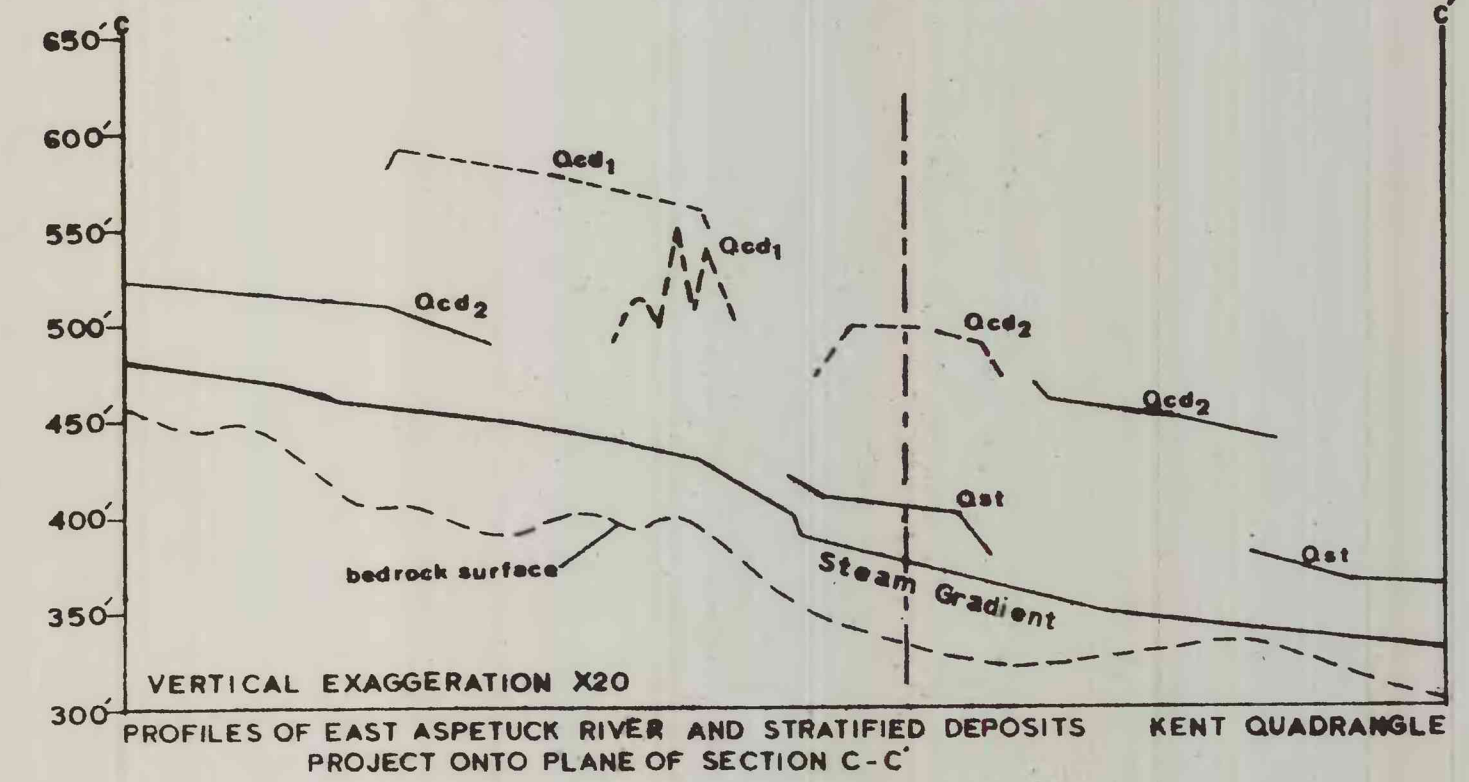 C
C′
650′
600′
Qcd1
550′
Qcd1
Qcd2
500′
Qcd2
Qcd2
450′
Qst
400′
Qst
bedrock surface
Steam Gradient
350′
VERTICAL EXAGGERATION X20
300′
PROFILES OF EAST ASPETUCK RIVER AND STRATIFIED DEPOSITS KENT QUADRANGLE
PROJECT ONTO PLANE OF SECTION C-C′